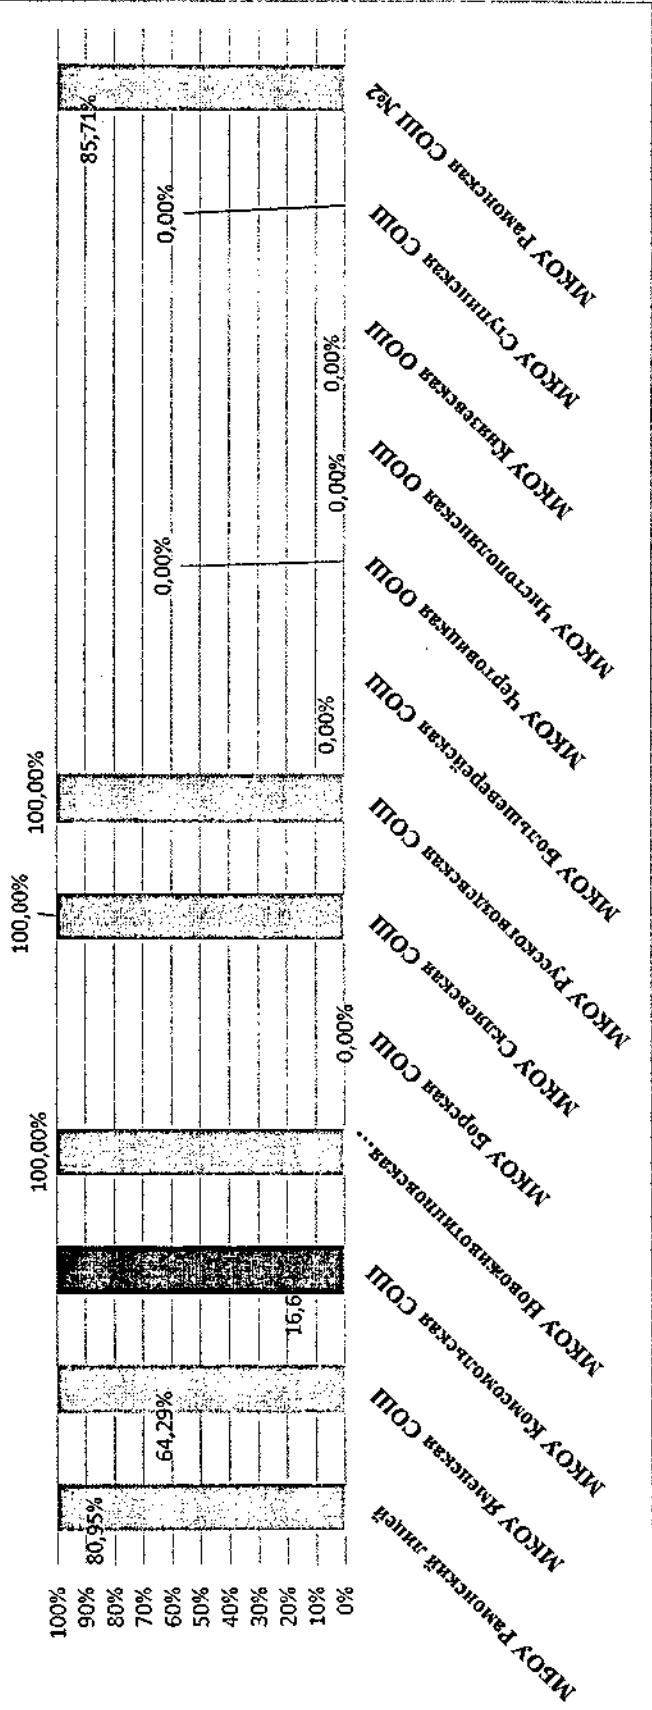 100%
90%
80%
70%
60%
50%
40%
30%
20%
10%
0%
80,95%
64,29%
16,6
100,00%
0,00%
100,00%
100,00%
0,00%
0,00%
0,00%
0,00%
0,00%
85,71%
МБОУ Рамонский лицей
МКОУ Яменская СОШ
МКОУ Комсомольская СОШ
МКОУ Новоживотинновская...
МКОУ Борская СОШ
МКОУ Скляевская СОШ
МКОУ Русскогвоздевская СОШ
МКОУ Большеверейская СОШ
МКОУ Чертовицкая ООШ
МКОУ Чистополянская ООШ
МКОУ Князевская ООШ
МКОУ Ступинская СОШ
МКОУ Рамонская СОШ №2